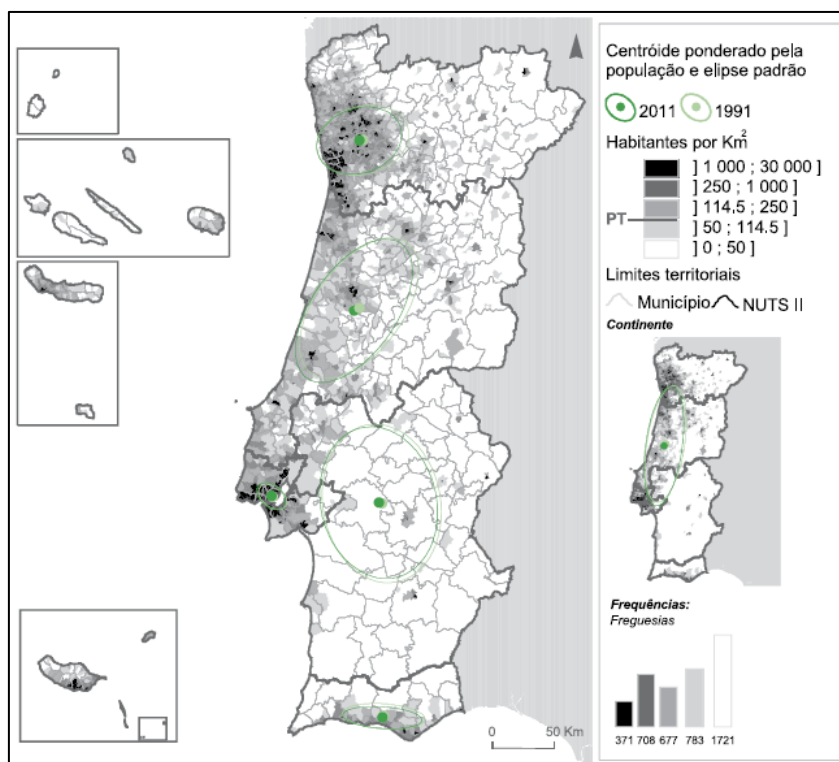 Centróide ponderado pela
população e elipse padrão
2011 1991
Habitantes por Km²
] 1 000 ; 30 000 ]
] 250 ; 1 000 ]
] 114.5 ; 250 ]
PT
] 50 ; 114.5 ]
] 0 ; 50 ]
Limites territoriais
Município NUTS II
Continente
Frequências:
Freguesias
371 708 677 783 1721
0 50 Km